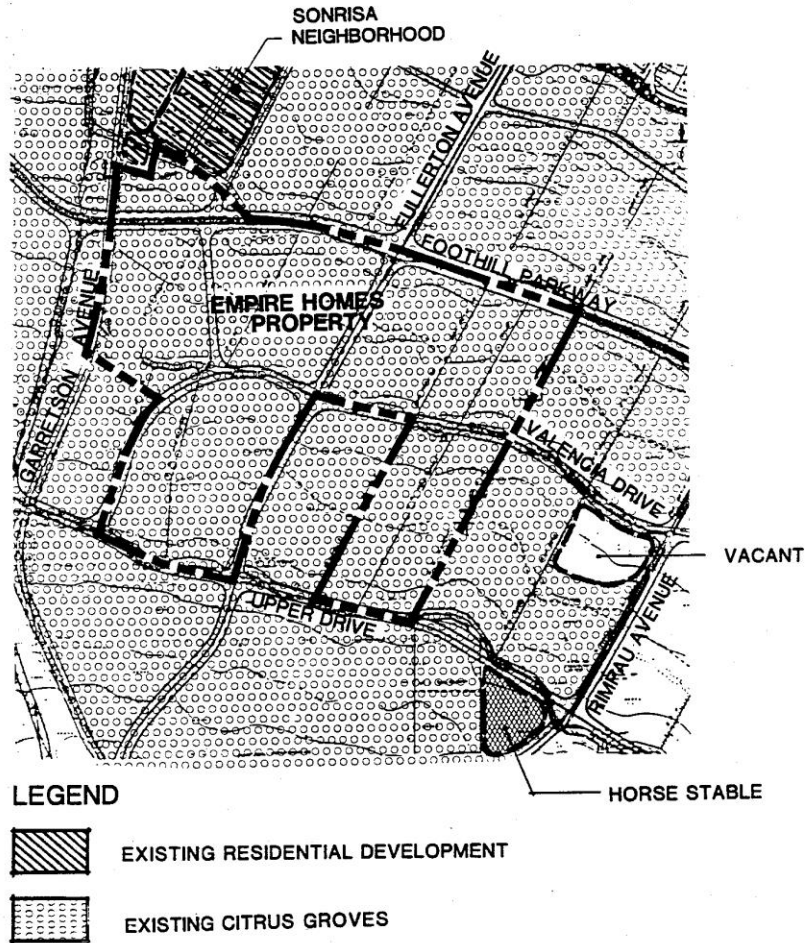 SONRISA
NEIGHBORHOOD
FULLERTON AVENUE
FOOTHILL PARKWAY
GARRETSON AVENUE
EMPIRE HOMES
PROPERTY
VALENCIA DRIVE
VACANT
UPPER DRIVE
RIMPAU AVENUE
HORSE STABLE
LEGEND
EXISTING RESIDENTIAL DEVELOPMENT
EXISTING CITRUS GROVES